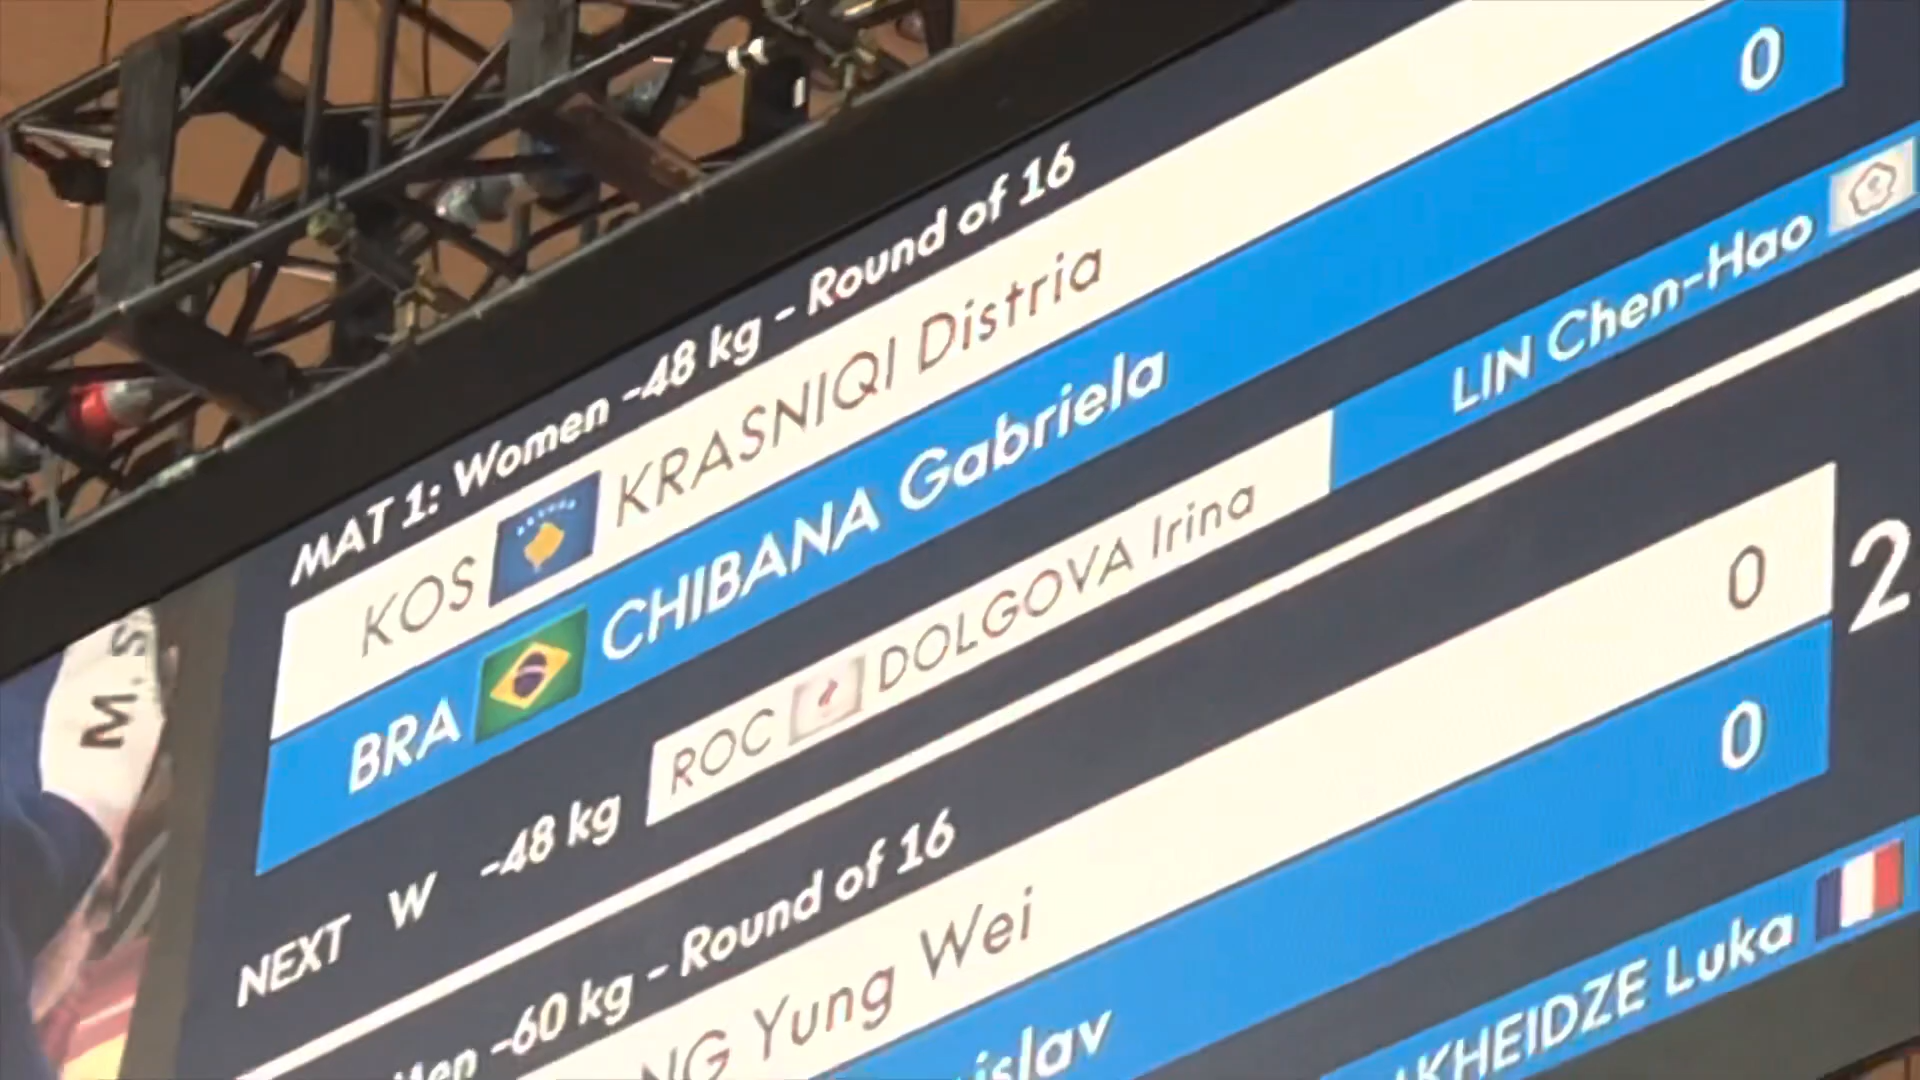 MAT 1: Women -48 kg - Round of 16
KOS KRASNIQI Distria
BRA CHIBANA Gabriela 0
NEXT W -48 kg ROC DOLGOVA Irina LIN Chen-Hao
-60 kg - Round of 16
Yung Wei 0 2
0
Luka
M.S